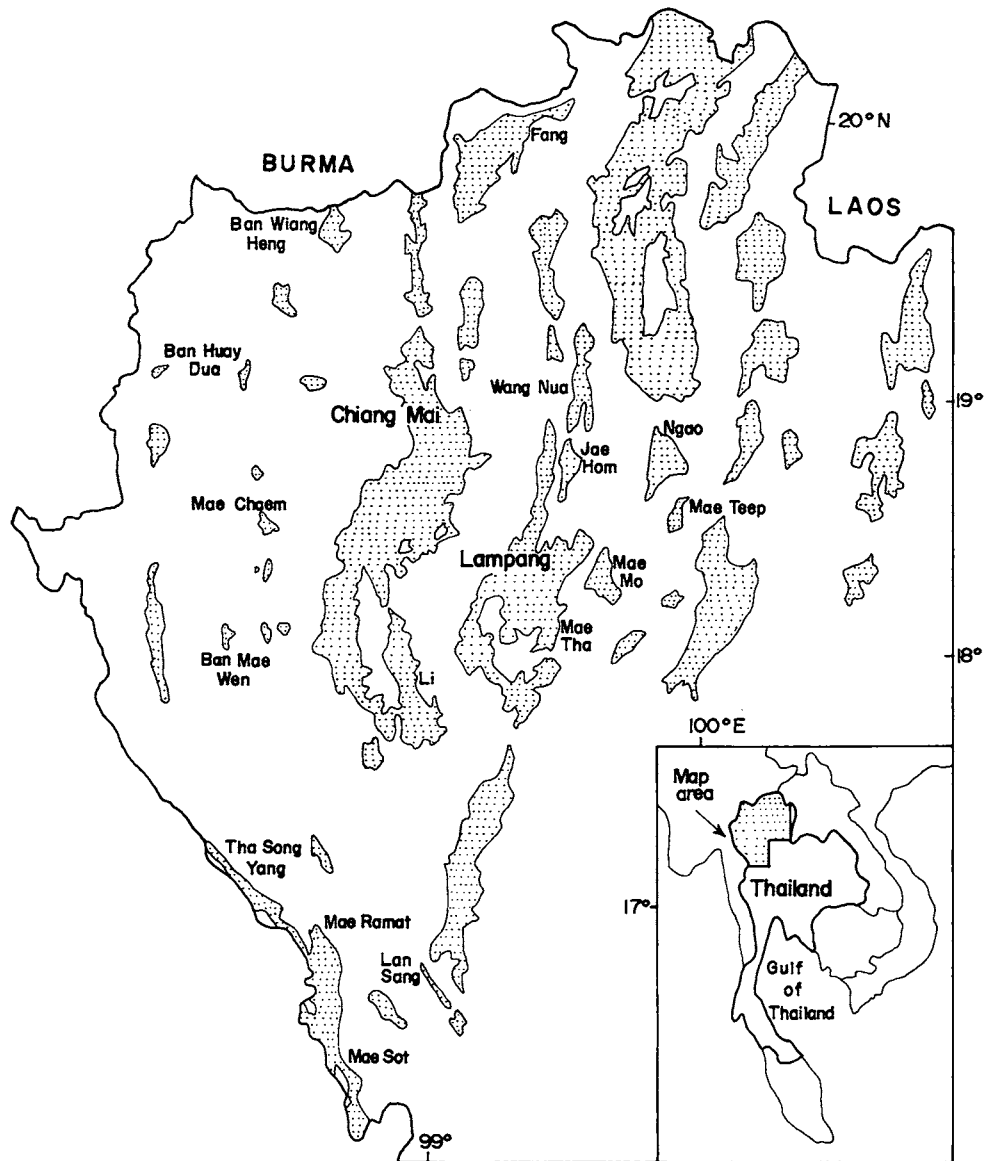 20°N
Fang
BURMA
LAOS
Ban Wiang
Heng
Ban Huay
Dua
Wang Nua
19°
Chiang Mai
Ngao
Jae
Hom
Mae Chaem
Mae Teep
Lampang
Mae
Mo
Mae
Tha
Ban Mae
Wen
Li
18°
100°E
Map
area
Tha Song
Yang
Thailand
17°
Mae Ramat
Lan
Sang
Gulf
of
Thailand
Mae Sot
99°